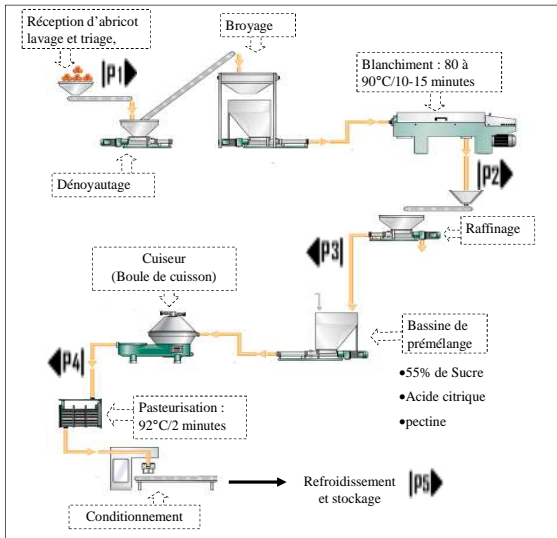 Réception d'abricot
lavage et triage,
P1
Broyage
Blanchiment : 80 à
90°C/10-15 minutes
Dénoyautage
P2
Raffinage
P3
Cuiseur
(Boule de cuisson)
Bassine de
prémélange
•55% de Sucre
•Acide citrique
•pectine
P4
Pasteurisation :
92°C/2 minutes
Conditionnement
Refroidissement
et stockage
P5